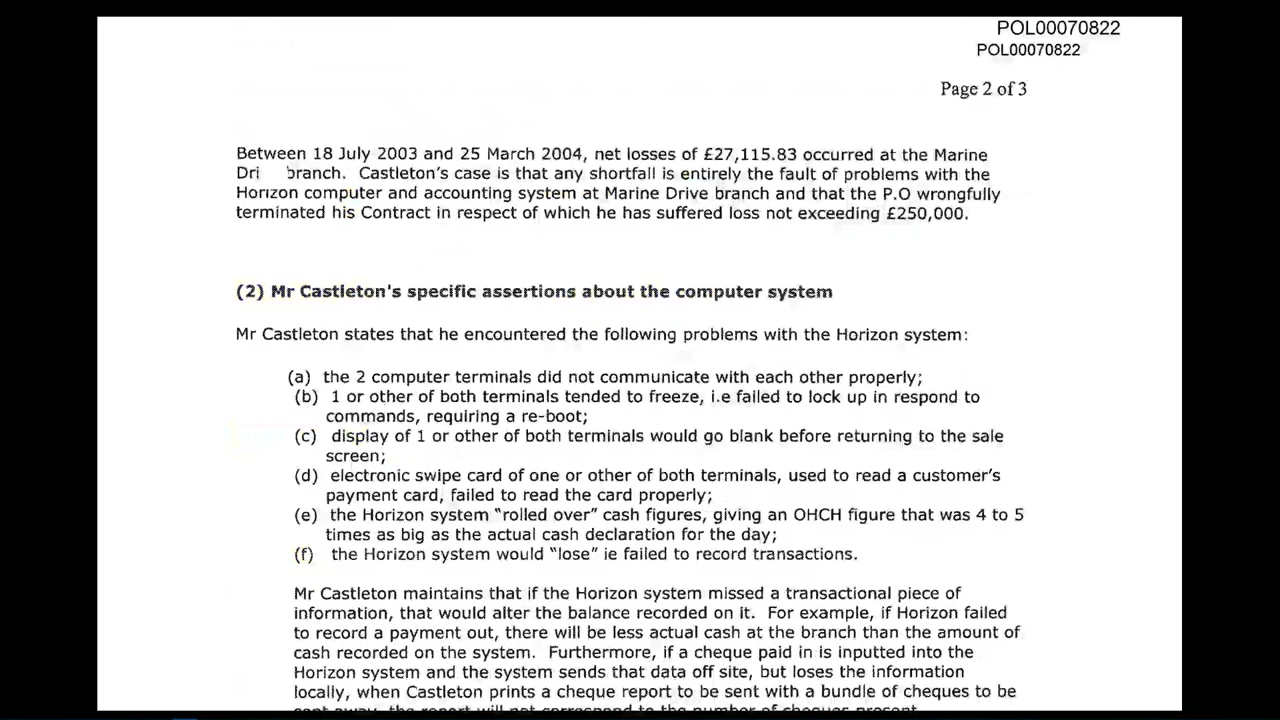 POL00070822
POL00070822
Page 2 of 3
Between 18 July 2003 and 25 March 2004, net losses of £27,115.83 occurred at the Marine
Dri branch. Castleton's case is that any shortfall is entirely the fault of problems with the
Horizon computer and accounting system at Marine Drive branch and that the P.O wrongfully
terminated his Contract in respect of which he has suffered loss not exceeding £250,000.
(2) Mr Castleton's specific assertions about the computer system
Mr Castleton states that he encountered the following problems with the Horizon system:
(a) the 2 computer terminals did not communicate with each other properly;
(b) 1 or other of both terminals tended to freeze, i.e failed to lock up in respond to
commands, requiring a re-boot;
(c) display of 1 or other of both terminals would go blank before returning to the sale
screen;
(d) electronic swipe card of one or other of both terminals, used to read a customer's
payment card, failed to read the card properly;
(e) the Horizon system "rolled over" cash figures, giving an OHCH figure that was 4 to 5
times as big as the actual cash declaration for the day;
(f) the Horizon system would "lose" ie failed to record transactions.
Mr Castleton maintains that if the Horizon system missed a transactional piece of
information, that would alter the balance recorded on it. For example, if Horizon failed
to record a payment out, there will be less actual cash at the branch than the amount of
cash recorded on the system. Furthermore, if a cheque paid in is inputted into the
Horizon system and the system sends that data off site, but loses the information
locally, when Castleton prints a cheque report to be sent with a bundle of cheques to be
sent away, the report will not correspond to the number of cheques present.